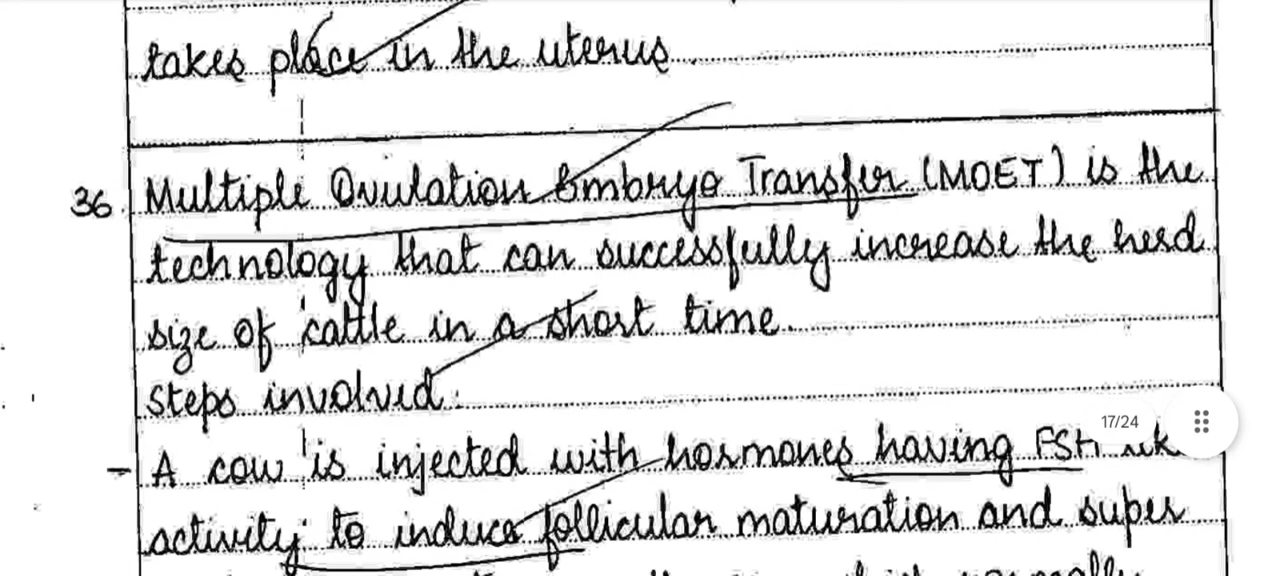 takes place in the uterus
36. Multiple Ovulation Embryo Transfer (MOET) is the
technology that can successfully increase the herd
size of cattle in a short time.
steps involved:
17/24
- A cow is injected with hormones having FSH
activity to induce follicular maturation and super